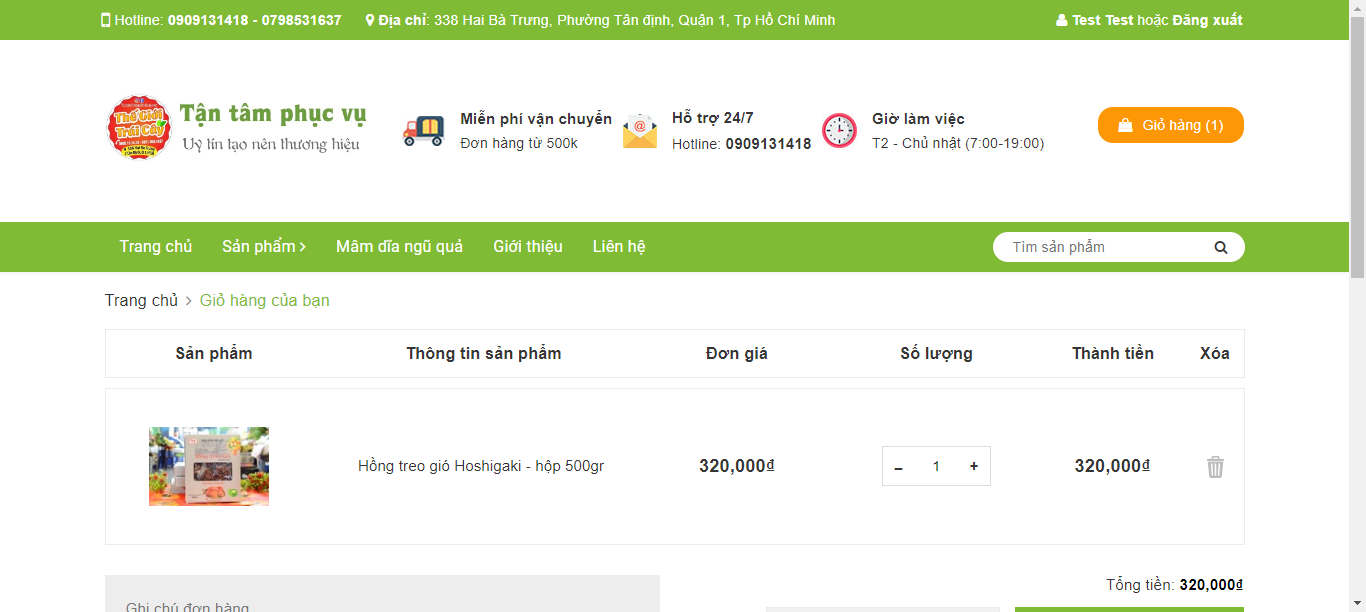 Hotline: 0909131418 - 0798531637 Địa chỉ: 338 Hai Bà Trưng, Phường Tân định, Quận 1, Tp Hồ Chí Minh Test Test hoặc Đăng xuất
Thế Giới
Trái Cây
Tận tâm phục vụ
Uy tín tạo nên thương hiệu
Miễn phí vận chuyển
Đơn hàng từ 500k
Hỗ trợ 24/7
Hotline: 0909131418
Giờ làm việc
T2 - Chủ nhật (7:00-19:00)
Giỏ hàng (1)
Trang chủ Sản phẩm Mâm dĩa ngũ quả Giới thiệu Liên hệ Tìm sản phẩm
Trang chủ > Giỏ hàng của bạn
Sản phẩm Thông tin sản phẩm Đơn giá Số lượng Thành tiền Xóa
Hồng treo gió Hoshigaki - hộp 500gr 320,000₫ – 1 + 320,000₫
Tổng tiền: 320,000₫
Ghi chú đơn hàng